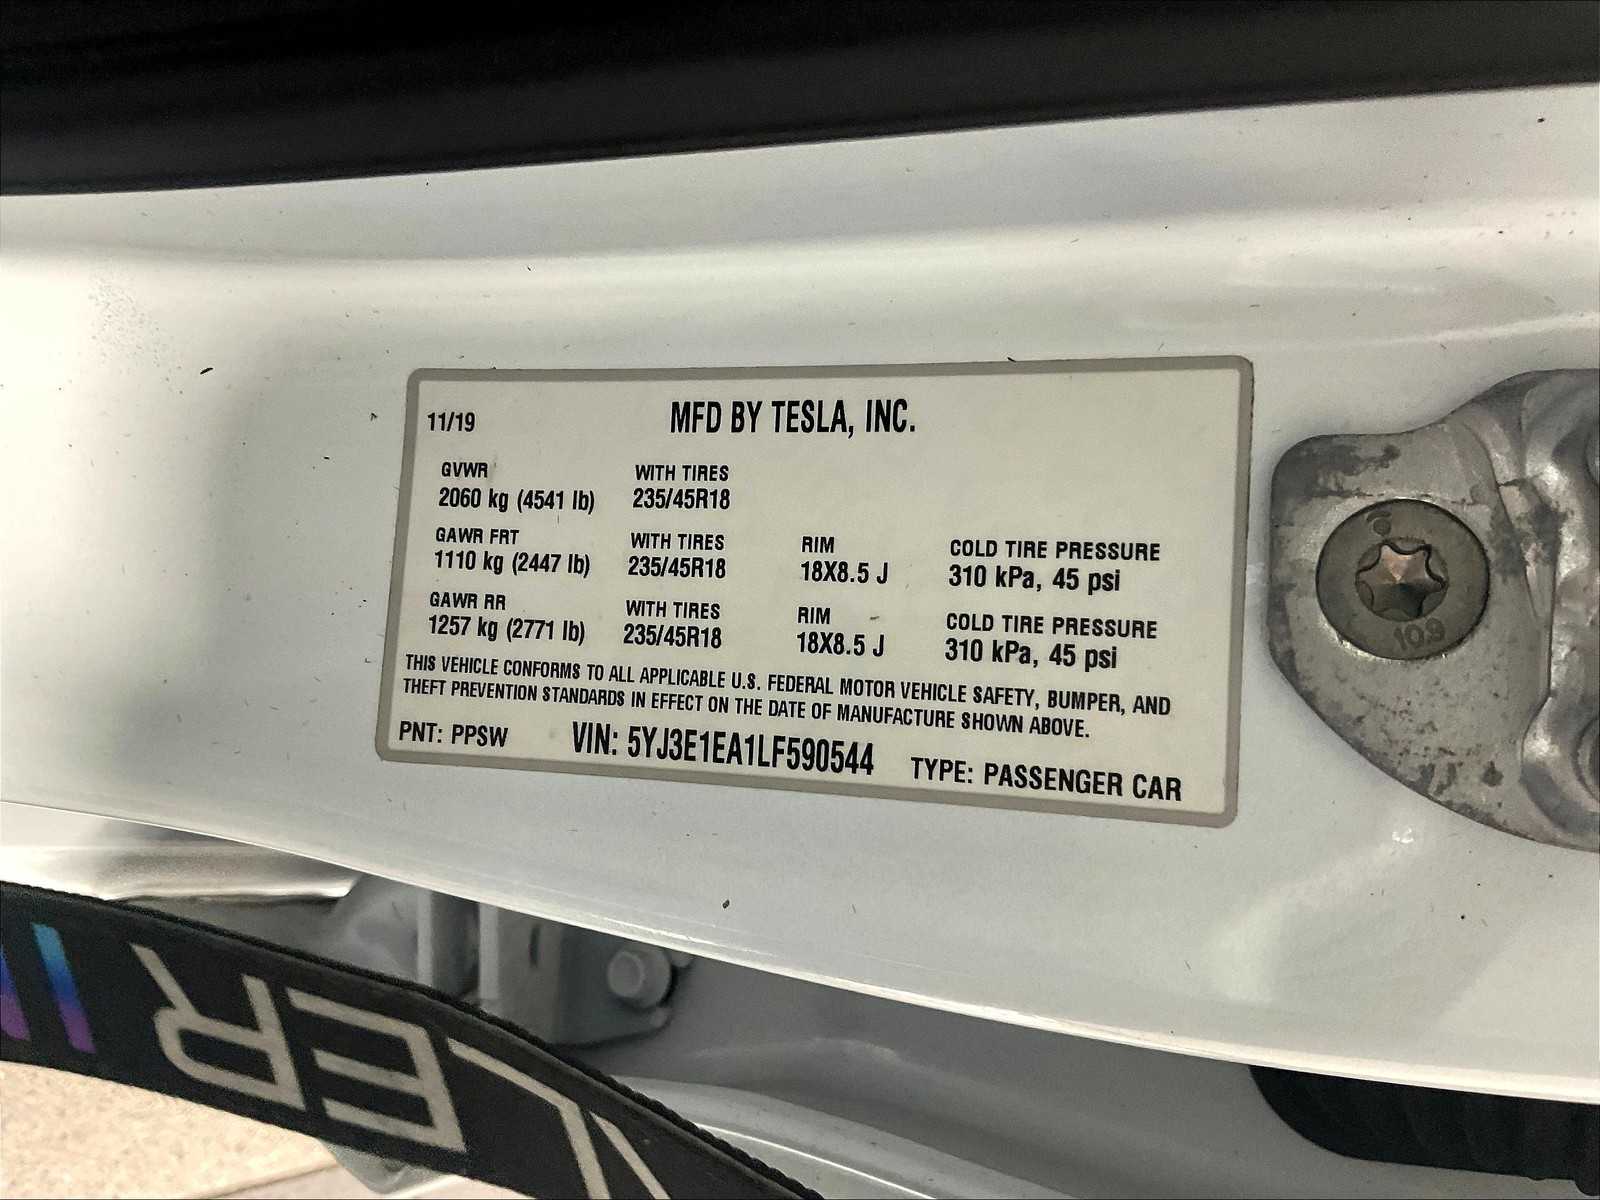 11/19 MFD BY TESLA, INC.
GVWR WITH TIRES
2060 kg (4541 lb) 235/45R18
GAWR FRT WITH TIRES RIM COLD TIRE PRESSURE
1110 kg (2447 lb) 235/45R18 18X8.5 J 310 kPa, 45 psi
GAWR RR WITH TIRES RIM COLD TIRE PRESSURE
1257 kg (2771 lb) 235/45R18 18X8.5 J 310 kPa, 45 psi
THIS VEHICLE CONFORMS TO ALL APPLICABLE U.S. FEDERAL MOTOR VEHICLE SAFETY, BUMPER, AND
THEFT PREVENTION STANDARDS IN EFFECT ON THE DATE OF MANUFACTURE SHOWN ABOVE.
PNT: PPSW VIN: 5YJ3E1EA1LF590544 TYPE: PASSENGER CAR
10.9